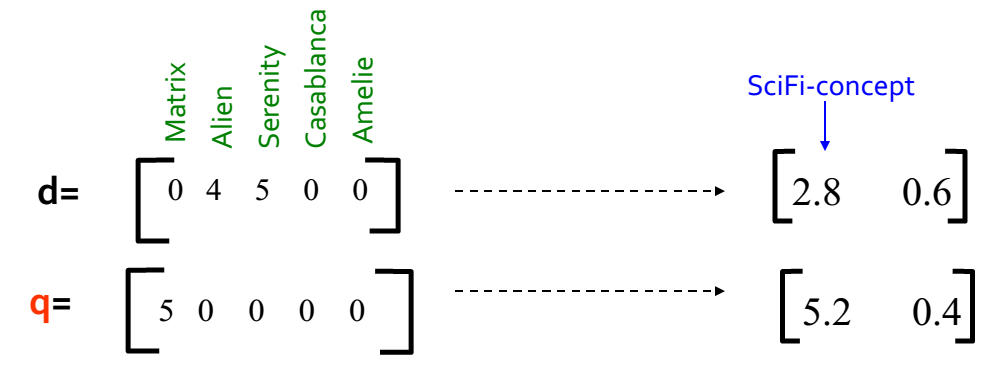 Matrix Alien Serenity Casablanca Amelie
SciFi-concept
d= 0 4 5 0 0 2.8 0.6
q= 5 0 0 0 0 5.2 0.4